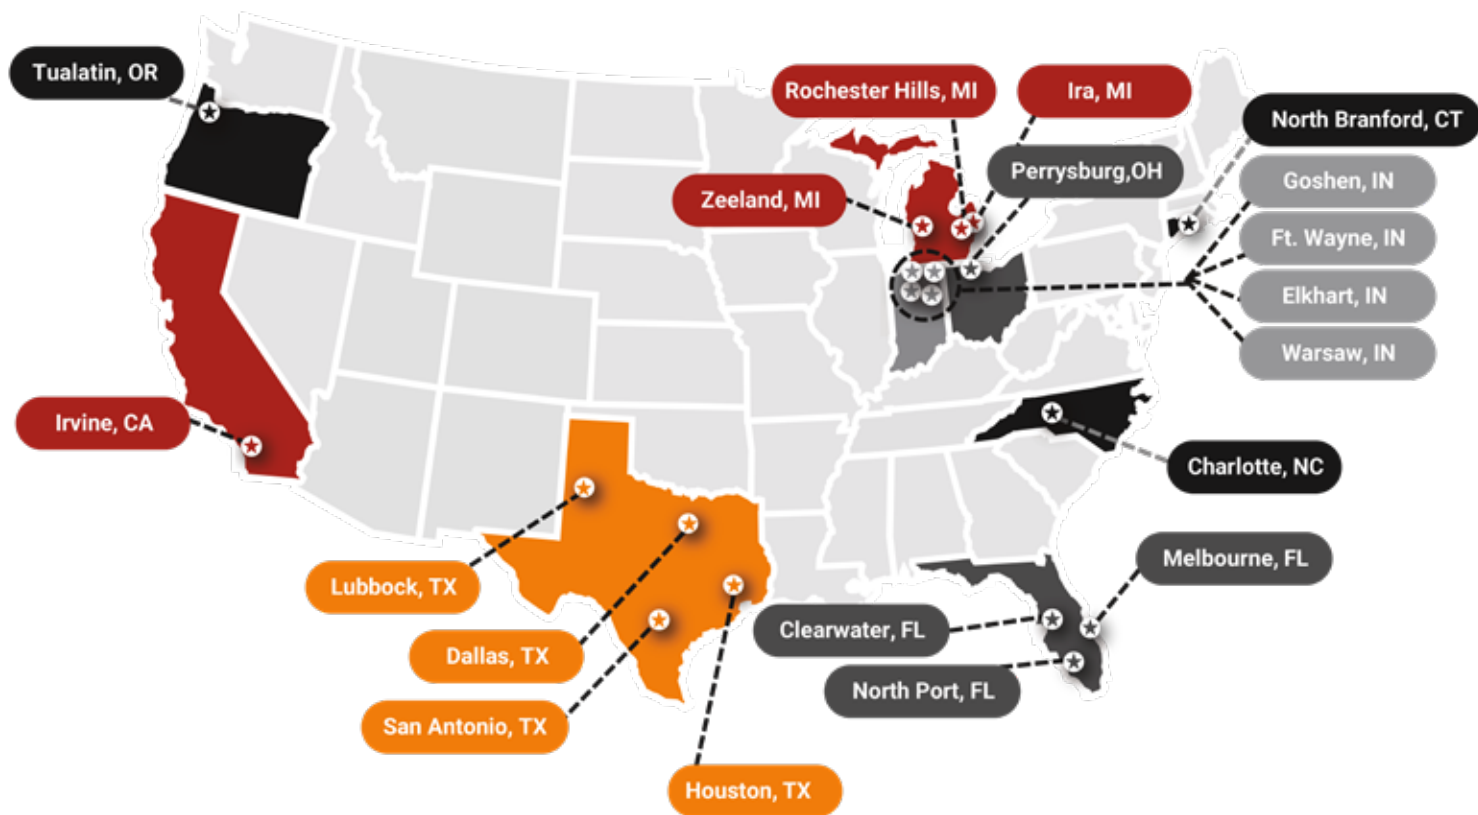 Tualatin, OR
Rochester Hills, MI
Ira, MI
North Branford, CT
Perrysburg,OH
Goshen, IN
Zeeland, MI
Ft. Wayne, IN
Elkhart, IN
Warsaw, IN
Irvine, CA
Charlotte, NC
Melbourne, FL
Lubbock, TX
Clearwater, FL
Dallas, TX
North Port, FL
San Antonio, TX
Houston, TX